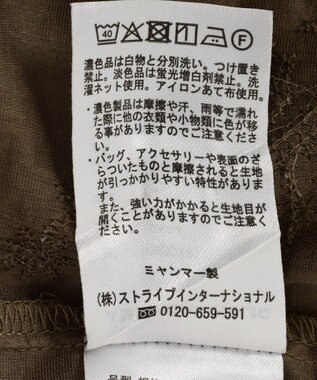 40 F
濃色品は白物と分別洗い。つけ置き
禁止。淡色品は蛍光増白剤禁止。洗
濯ネット使用。アイロンあて布使用。
・濃色製品は摩擦や汗、雨等で濡れ
た際に他の衣類や小物類に色が移
る事がありますのでご注意くださ
い。
・バッグ、アクセサリーや表面のざ
らついたものと摩擦されると生地
が引っかかりやすい特性がありま
す。
また、強い力がかかると生地目が
開くことがありますのでご注意く
ださい。
ミャンマー製
(株)ストライプインターナショナル
0120-659-591